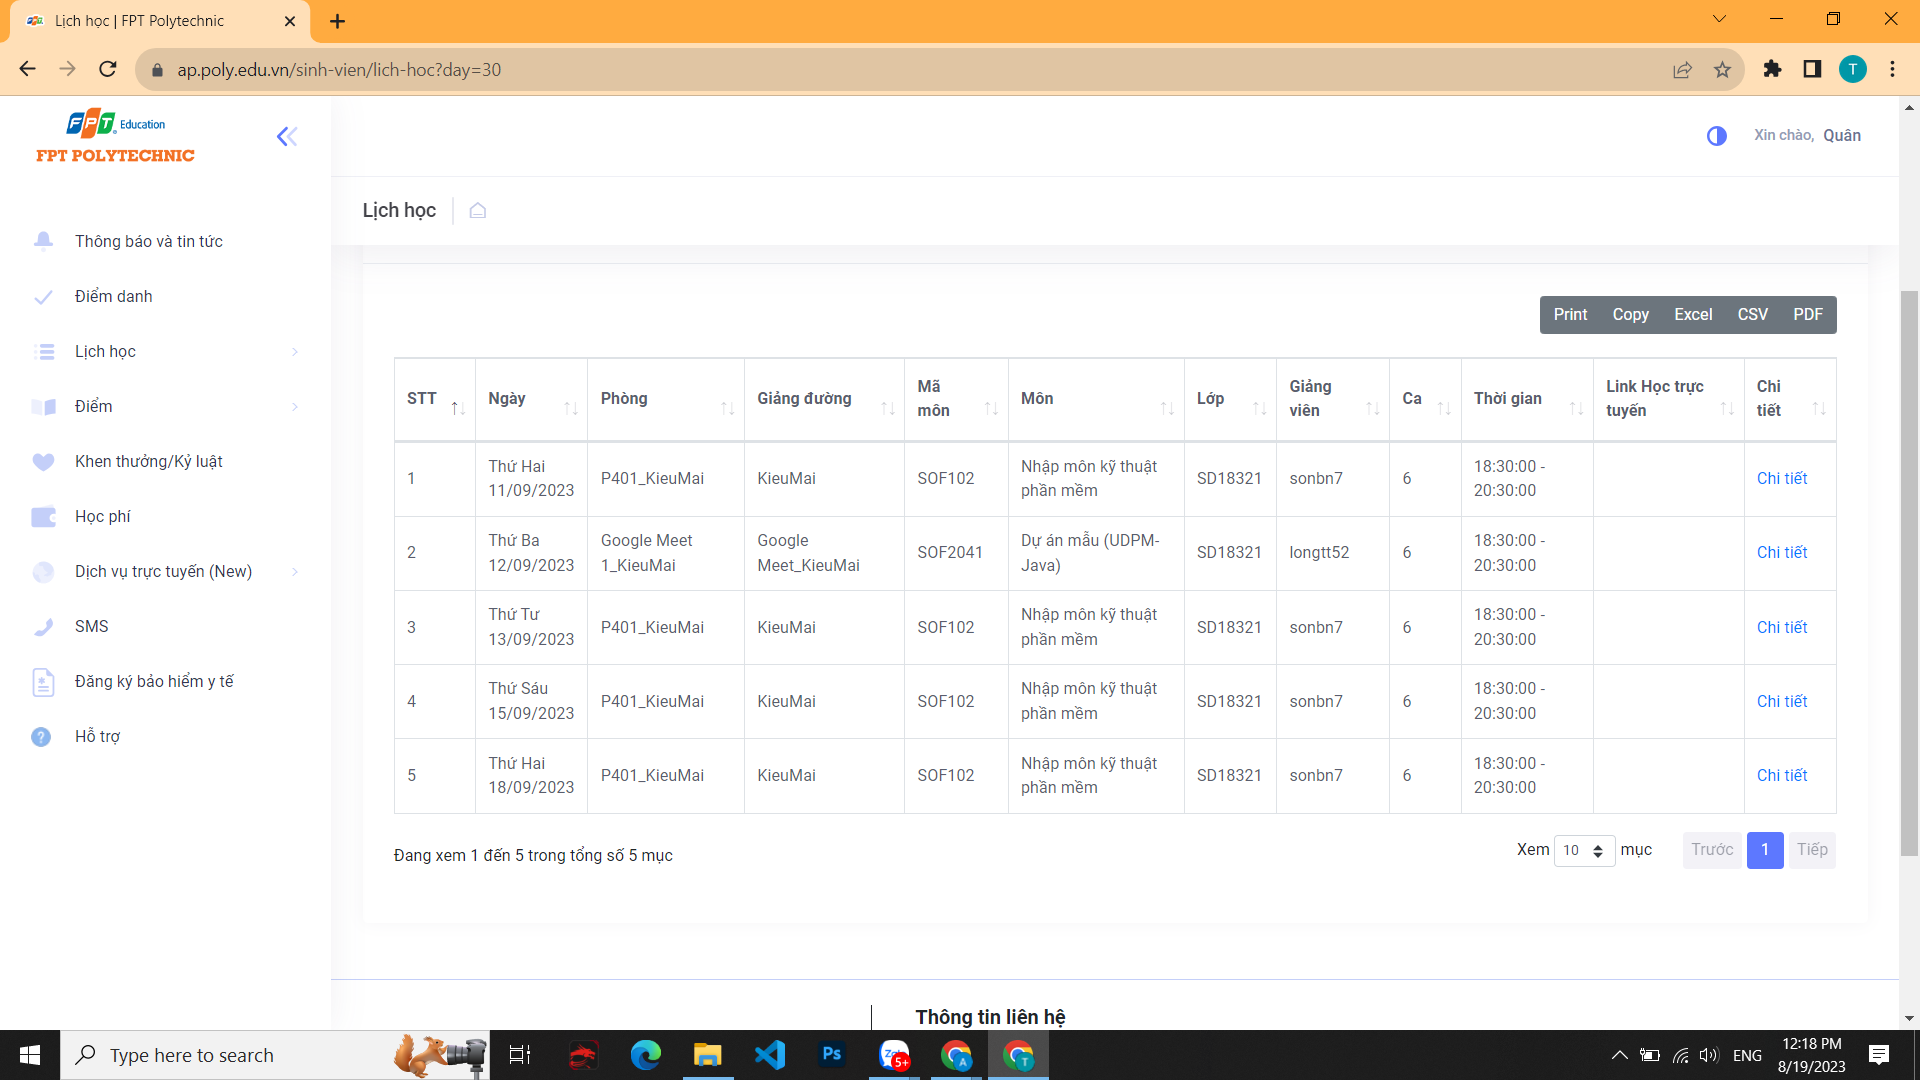 Lịch học | FPT Polytechnic
ap.poly.edu.vn/sinh-vien/lich-hoc?day=30
T
FPT Education
FPT POLYTECHNIC
Xin chào, Quân
Lịch học
Thông báo và tin tức
Điểm danh
Lịch học
Điểm
Khen thưởng/Kỷ luật
Học phí
Dịch vụ trực tuyến (New)
SMS
Đăng ký bảo hiểm y tế
Hỗ trợ
Print Copy Excel CSV PDF
STT Ngày Phòng Giảng đường Mã môn Môn Lớp Giảng viên Ca Thời gian Link Học trực tuyến Chi tiết
1 Thứ Hai 11/09/2023 P401_KieuMai KieuMai SOF102 Nhập môn kỹ thuật phần mềm SD18321 sonbn7 6 18:30:00 - 20:30:00 Chi tiết
2 Thứ Ba 12/09/2023 Google Meet 1_KieuMai Google Meet_KieuMai SOF2041 Dự án mẫu (UDPM-Java) SD18321 longtt52 6 18:30:00 - 20:30:00 Chi tiết
3 Thứ Tư 13/09/2023 P401_KieuMai KieuMai SOF102 Nhập môn kỹ thuật phần mềm SD18321 sonbn7 6 18:30:00 - 20:30:00 Chi tiết
4 Thứ Sáu 15/09/2023 P401_KieuMai KieuMai SOF102 Nhập môn kỹ thuật phần mềm SD18321 sonbn7 6 18:30:00 - 20:30:00 Chi tiết
5 Thứ Hai 18/09/2023 P401_KieuMai KieuMai SOF102 Nhập môn kỹ thuật phần mềm SD18321 sonbn7 6 18:30:00 - 20:30:00 Chi tiết
Đang xem 1 đến 5 trong tổng số 5 mục
Xem 10 mục Trước 1 Tiếp
Thông tin liên hệ
Type here to search
Ps
5+
A
T
ENG
12:18 PM
8/19/2023